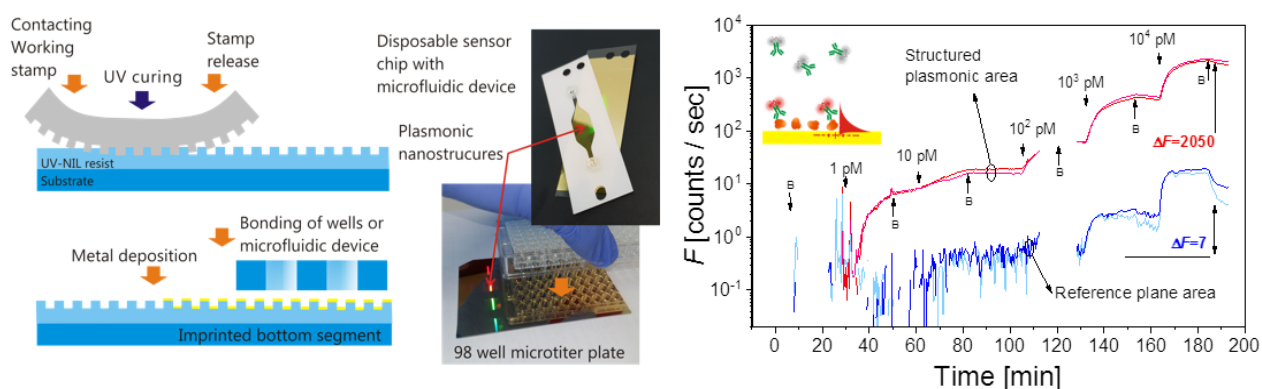 Contacting
Working
stamp
UV curing
Stamp
release
UV-NIL resist
Substrate
Metal deposition
Bonding of wells or
microfluidic device
Imprinted bottom segment
Disposable sensor
chip with
microfluidic device
Plasmonic
nanostrucures
98 well microtiter plate
F [counts / sec]
10⁴
10³
10²
10¹
10⁰
10⁻¹
B
1 pM
10 pM
B
B
Structured
plasmonic area
10² pM
B
10³ pM
B
10⁴ pM
B
ΔF=2050
ΔF=7
Reference plane area
0 20 40 60 80 100 120 140 160 180 200
Time [min]